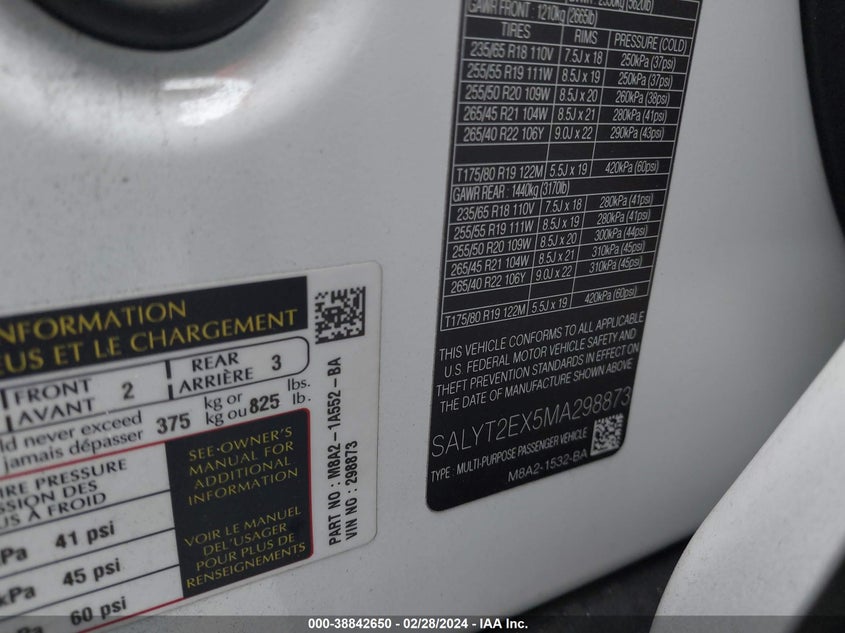 2550kg (5620lb)
GAWR FRONT : 1210kg (2665lb)
TIRES RIMS PRESSURE (COLD)
235/65 R18 110V 7.5J x 18 250kPa (37psi)
255/55 R19 111W 8.5J x 19 250kPa (37psi)
255/50 R20 109W 8.5J x 20 260kPa (38psi)
265/45 R21 104W 8.5J x 21 280kPa (41psi)
265/40 R22 106Y 9.0J x 22 290kPa (43psi)
T175/80 R19 122M 5.5J x 19 420kPa (60psi)
GAWR REAR : 1440kg (3170lb)
235/65 R18 110V 7.5J x 18 280kPa (41psi)
255/55 R19 111W 8.5J x 19 280kPa (41psi)
255/50 R20 109W 8.5J x 20 300kPa (44psi)
265/45 R21 104W 8.5J x 21 310kPa (45psi)
265/40 R22 106Y 9.0J x 22 310kPa (45psi)
T175/80 R19 122M 5.5J x 19 420kPa (60psi)
THIS VEHICLE CONFORMS TO ALL APPLICABLE
U.S. FEDERAL MOTOR VEHICLE SAFETY AND
THEFT PREVENTION STANDARDS IN EFFECT ON
THE DATE OF MANUFACTURE SHOWN ABOVE
SALYT2EX5MA298873
TYPE : MULTI-PURPOSE PASSENGER VEHICLE
M8A2-1532-BA
NFORMATION
EUS ET LE CHARGEMENT
FRONT 2 REAR 3
AVANT ARRIÈRE
ld never exceed 375 kg or 825 lbs.
jamais dépasser kg ou lb.
IRE PRESSURE
SSION DES
US À FROID
Pa 41 psi
kPa 45 psi
Pa 60 psi
SEE OWNER'S
MANUAL FOR
ADDITIONAL
INFORMATION
VOIR LE MANUEL
DE L'USAGER
POUR PLUS DE
RENSEIGNEMENTS
PART NO : M8A2-1A552-BA
VIN NO : 298873
000-38842650 - 02/28/2024 - IAA Inc.